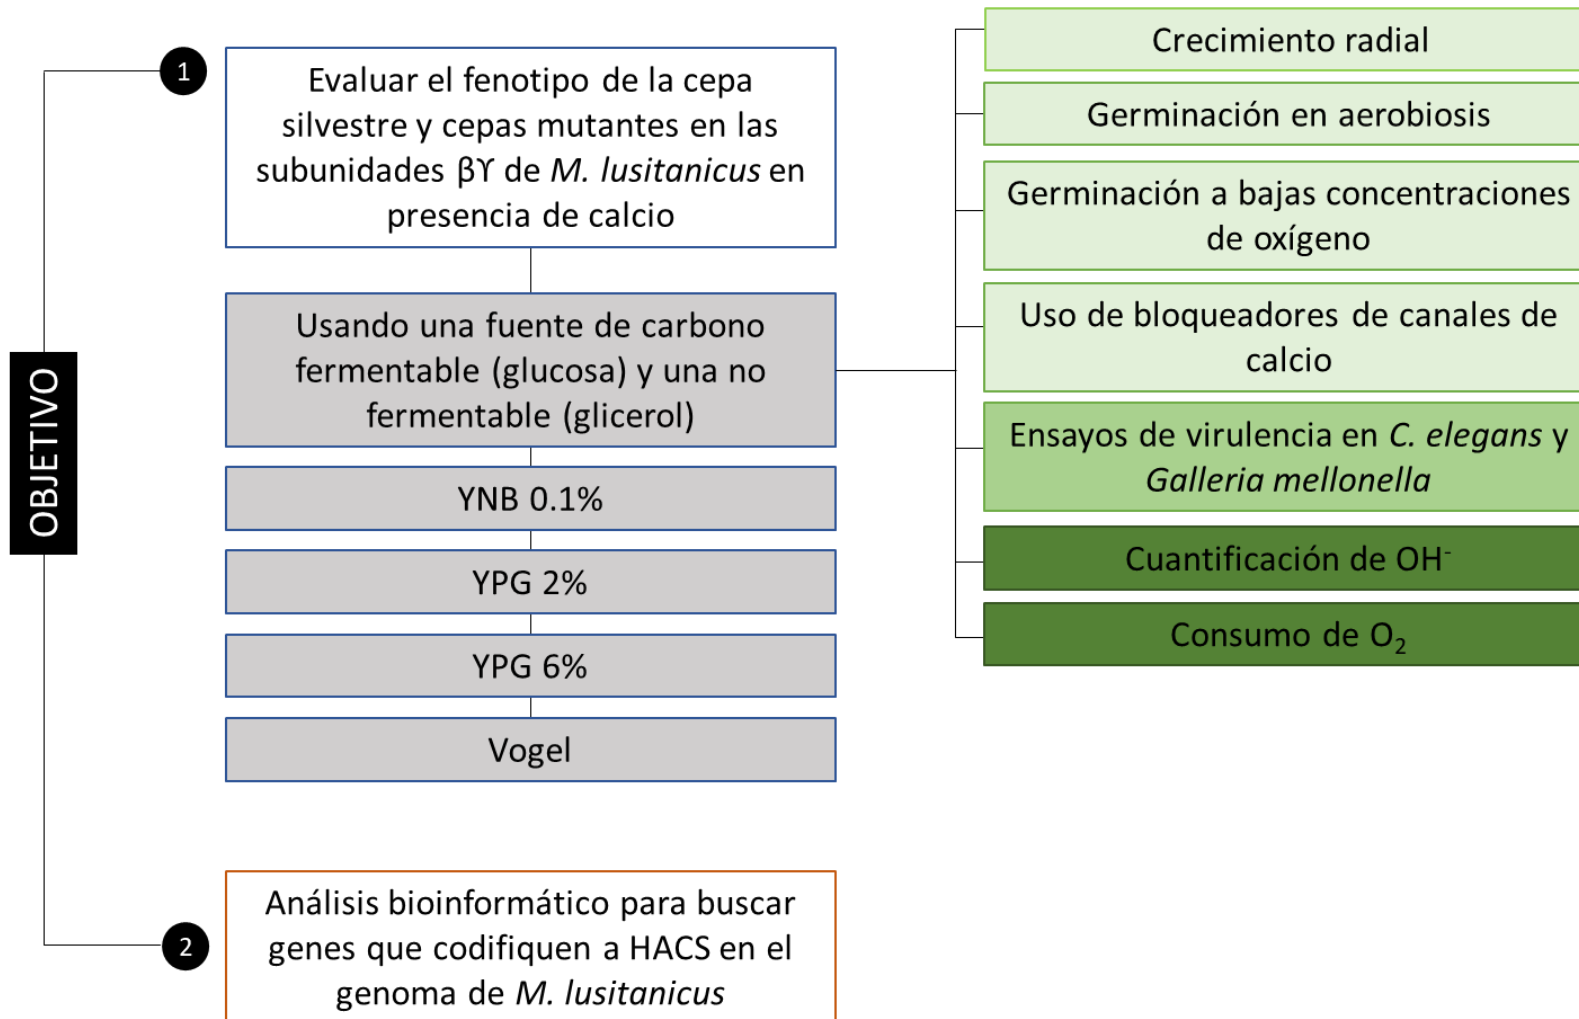 OBJETIVO
1
Evaluar el fenotipo de la cepa
silvestre y cepas mutantes en las
subunidades βϒ de M. lusitanicus en
presencia de calcio
Usando una fuente de carbono
fermentable (glucosa) y una no
fermentable (glicerol)
YNB 0.1%
YPG 2%
YPG 6%
Vogel
Crecimiento radial
Germinación en aerobiosis
Germinación a bajas concentraciones
de oxígeno
Uso de bloqueadores de canales de
calcio
Ensayos de virulencia en C. elegans y
Galleria mellonella
Cuantificación de OH⁻
Consumo de O₂
2
Análisis bioinformático para buscar
genes que codifiquen a HACS en el
genoma de M. lusitanicus